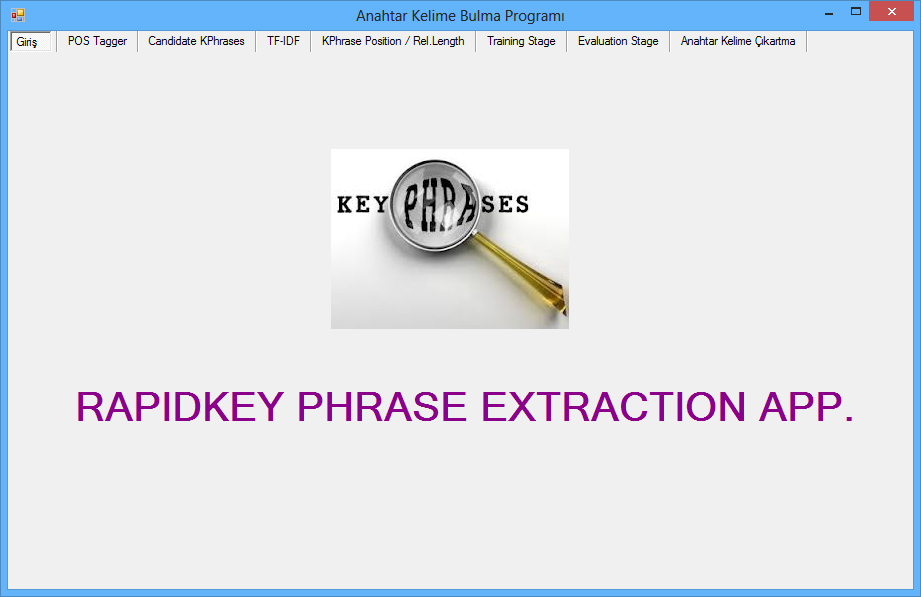 Anahtar Kelime Bulma Programı
Giriş POS Tagger Candidate KPhrases TF-IDF KPhrase Position / Rel.Length Training Stage Evaluation Stage Anahtar Kelime Çıkartma
KEY PHRASES
RAPIDKEY PHRASE EXTRACTION APP.